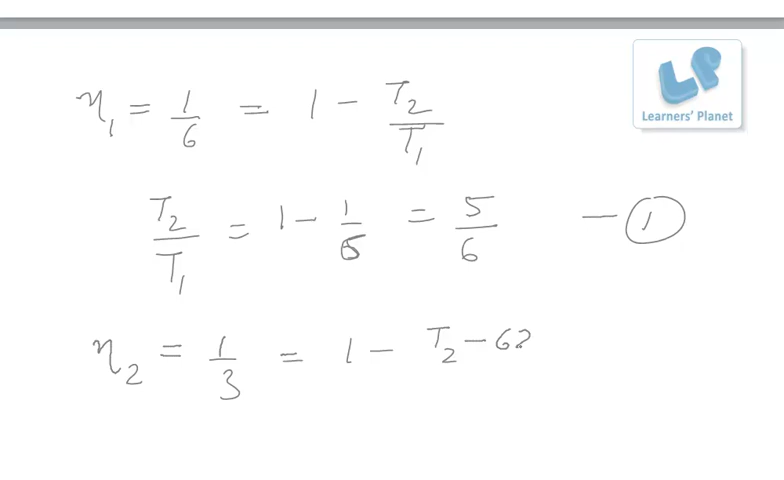 LP
Learners' Planet
η₁ = 1/6 = 1 - T₂/T₁
T₂/T₁ = 1 - 1/6 = 5/6 - ①
η₂ = 1/3 = 1 - T₂ - 62